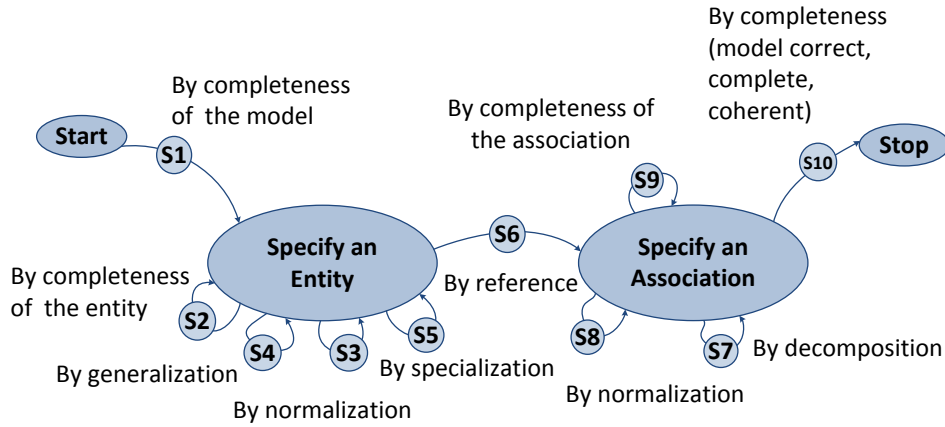 By completeness
(model correct,
complete,
coherent)
By completeness
of the model
By completeness of
the association
Start
S1
S9
S10
Stop
Specify an
Entity
S6
Specify an
Association
By completeness
of the entity
By reference
S2
S4
S3
S5
S8
S7
By generalization
By specialization
By decomposition
By normalization
By normalization